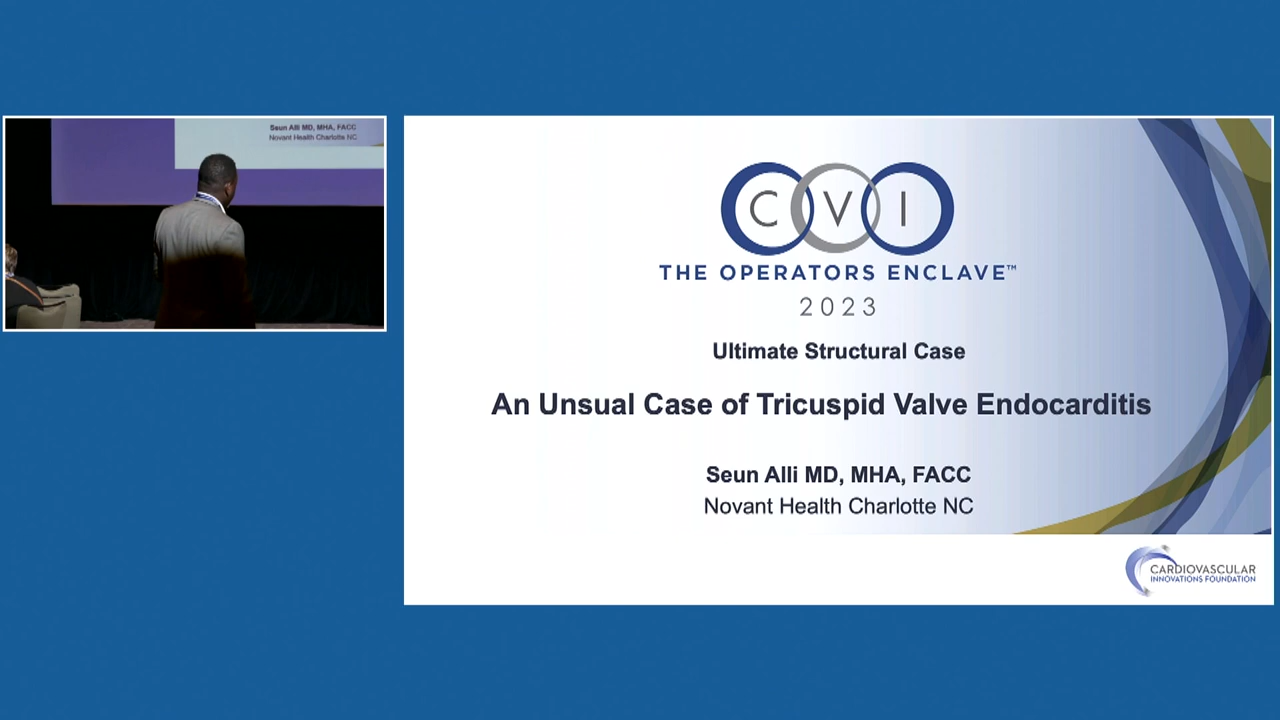 Seun Alli MD, MHA, FACC
Novant Health Charlotte NC
C V I
THE OPERATORS ENCLAVE™
2023
Ultimate Structural Case
An Unsual Case of Tricuspid Valve Endocarditis
Seun Alli MD, MHA, FACC
Novant Health Charlotte NC
CARDIOVASCULAR
INNOVATIONS FOUNDATION